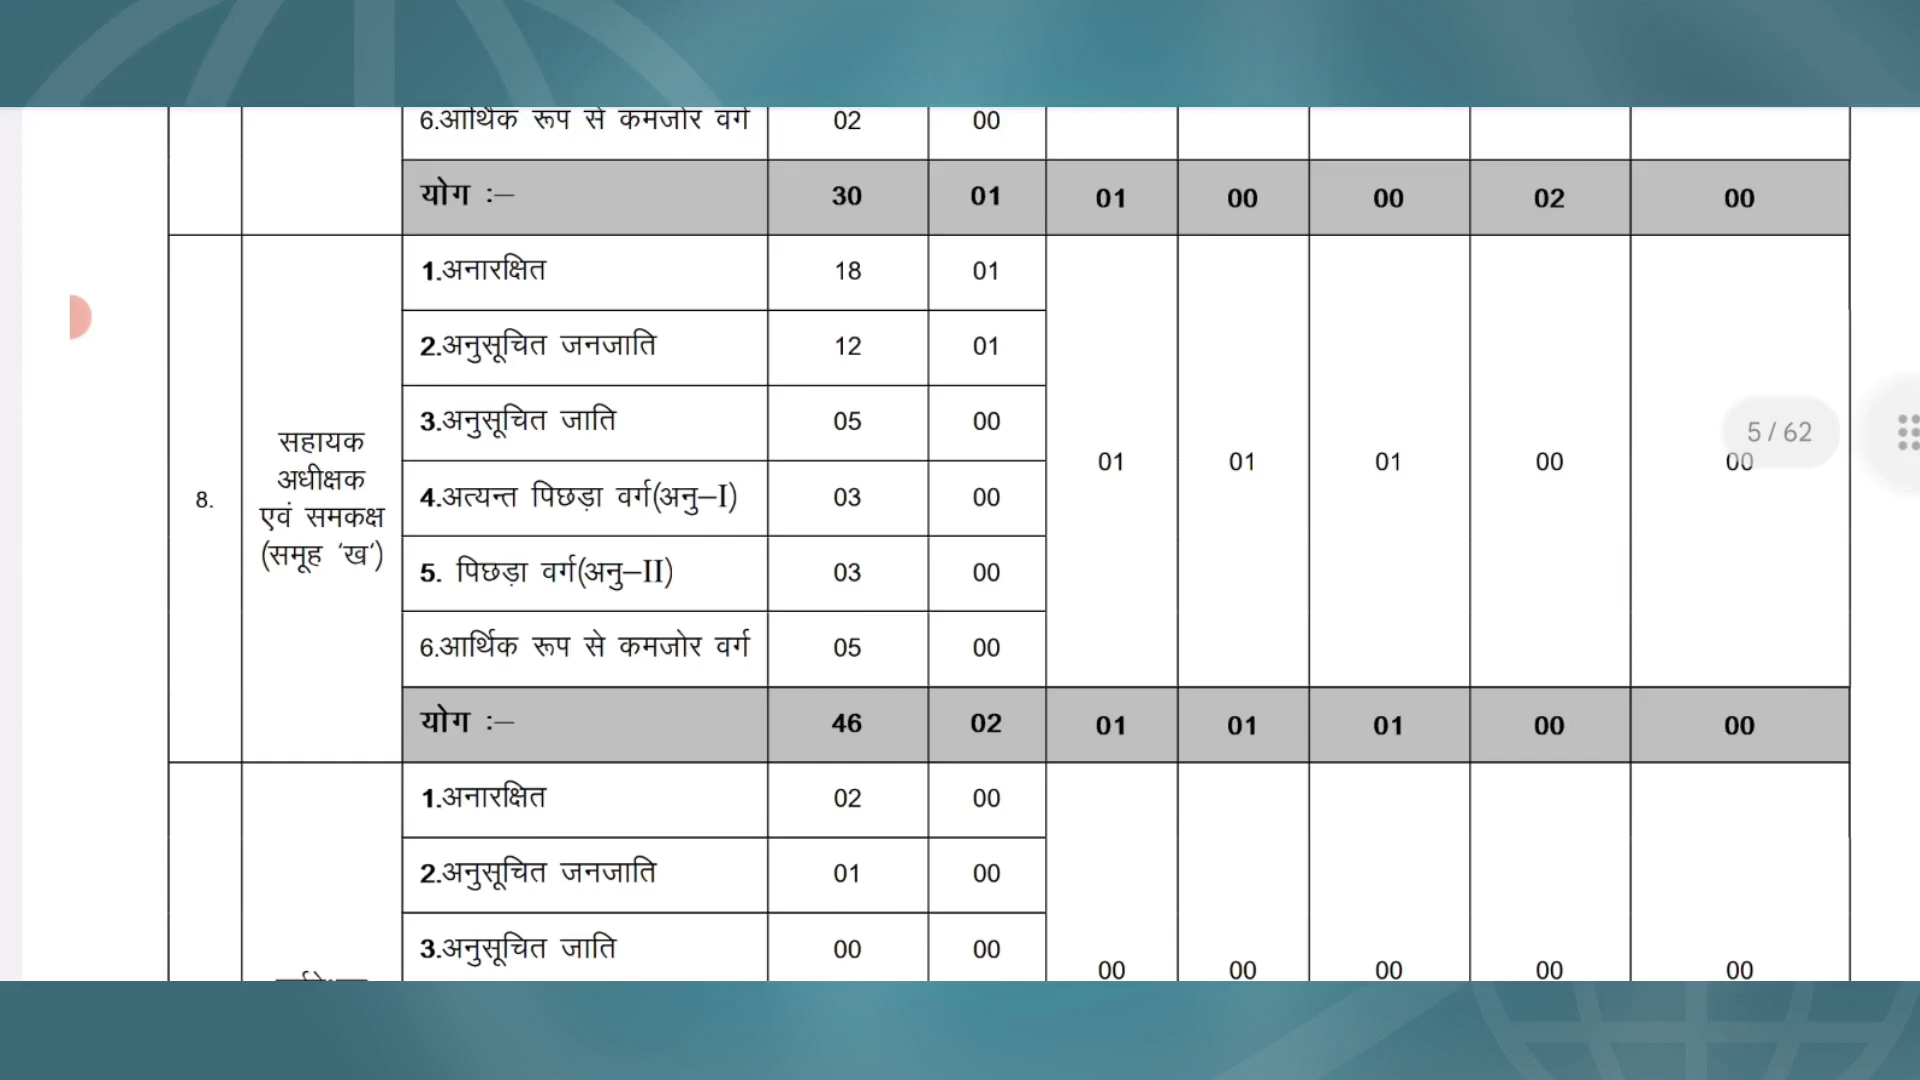 6.आर्थिक रूप से कमजोर वर्ग 02 00
योग :– 30 01 01 00 00 02 00
8. सहायक अधीक्षक एवं समकक्ष (समूह ‘ख‘)
1.अनारक्षित 18 01
2.अनुसूचित जनजाति 12 01
3.अनुसूचित जाति 05 00
4.अत्यन्त पिछड़ा वर्ग(अनु–I) 03 00
5. पिछड़ा वर्ग(अनु–II) 03 00
6.आर्थिक रूप से कमजोर वर्ग 05 00
01 01 01 00 00
5 / 62
योग :– 46 02 01 01 01 00 00
1.अनारक्षित 02 00
2.अनुसूचित जनजाति 01 00
3.अनुसूचित जाति 00 00
00 00 00 00 00